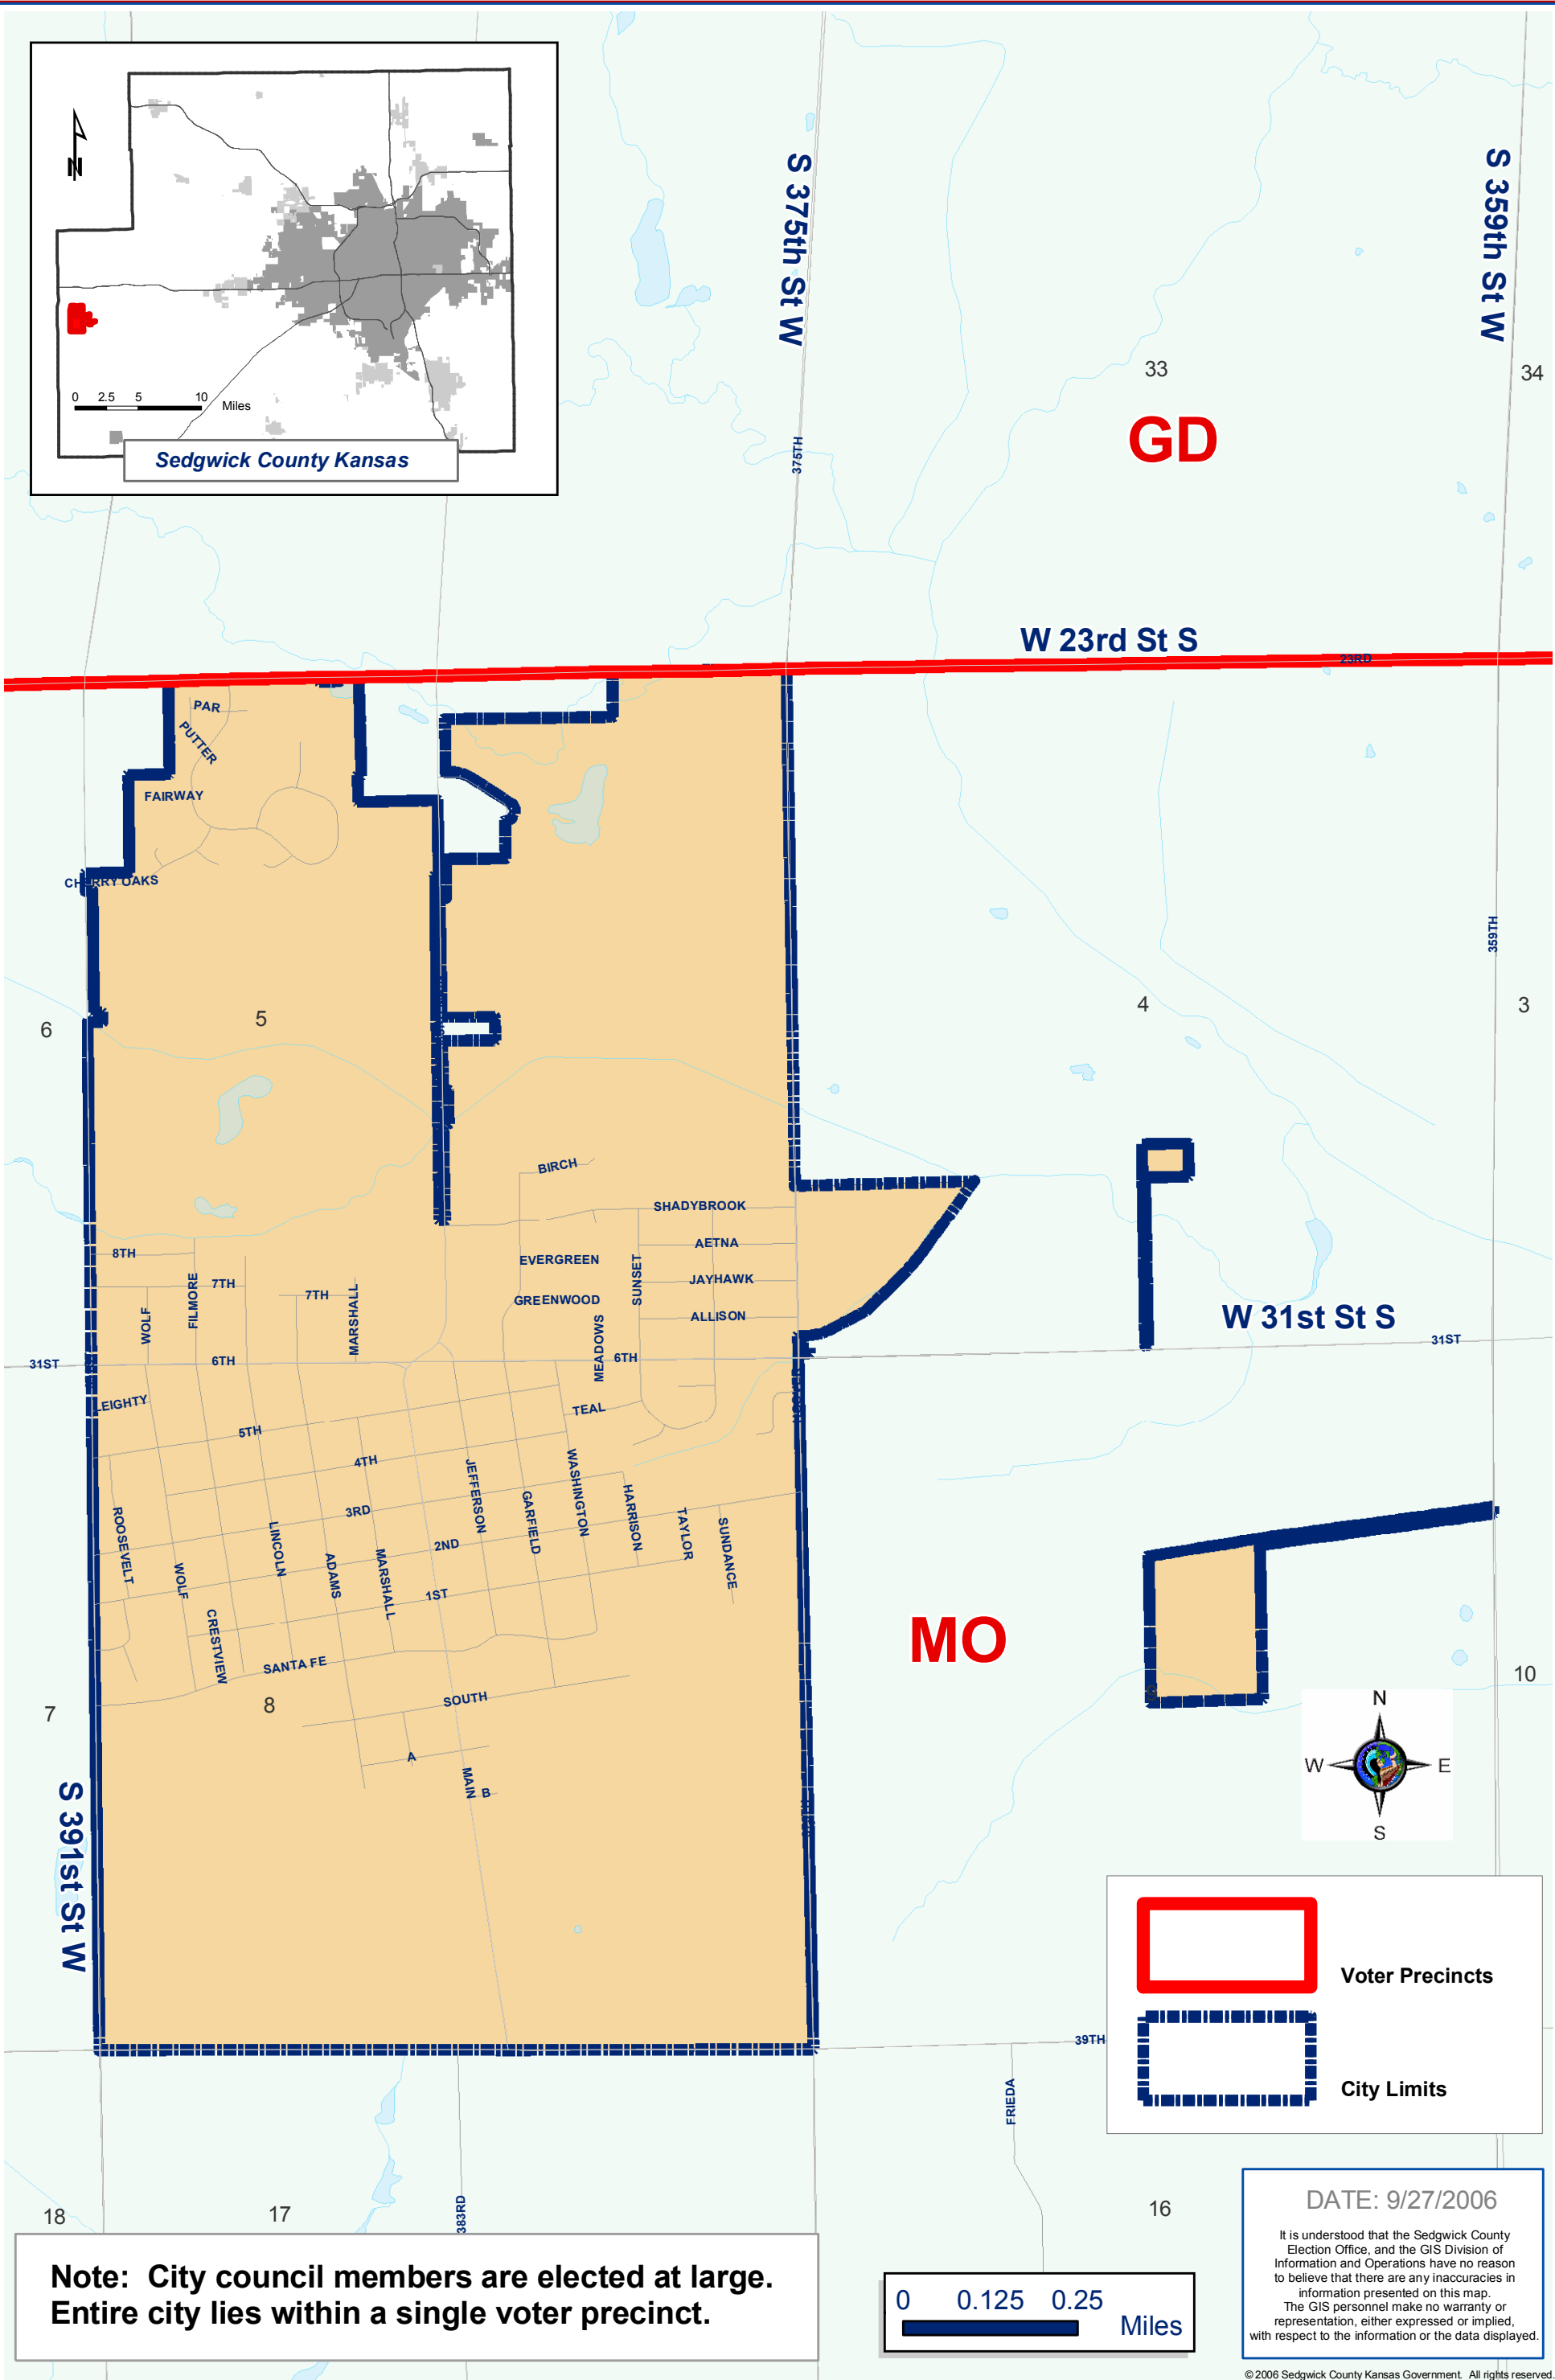 N
0 2.5 5 10
Miles
Sedgwick County Kansas
S 375th St W
S 359th St W
33
34
GD
375TH
W 23rd St S
23RD
PAR
PUTTER
FAIRWAY
CHERRY OAKS
359TH
6
5
4
3
BIRCH
SHADYBROOK
8TH
AETNA
EVERGREEN
SUNSET
7TH
FILMORE
JAYHAWK
7TH
MARSHALL
GREENWOOD
WOLF
ALLISON
W 31st St S
31ST
31ST
6TH
MEADOWS
6TH
LEIGHTY
TEAL
5TH
4TH
JEFFERSON
WASHINGTON
3RD
GARFIELD
HARRISON
ROOSEVELT
LINCOLN
TAYLOR
SUNDANCE
2ND
ADAMS
MARSHALL
WOLF
1ST
CRESTVIEW
MO
SANTA FE
10
7
8
SOUTH
A
MAIN
B
N
W E
S
S 391st St W
Voter Precincts
City Limits
39TH
FRIEDA
383RD
18
17
16
Note: City council members are elected at large.
Entire city lies within a single voter precinct.
0 0.125 0.25
Miles
DATE: 9/27/2006
It is understood that the Sedgwick County
Election Office, and the GIS Division of
Information and Operations have no reason
to believe that there are any inaccuracies in
information presented on this map.
The GIS personnel make no warranty or
representation, either expressed or implied,
with respect to the information or the data displayed.
© 2006 Sedgwick County Kansas Government. All rights reserved.